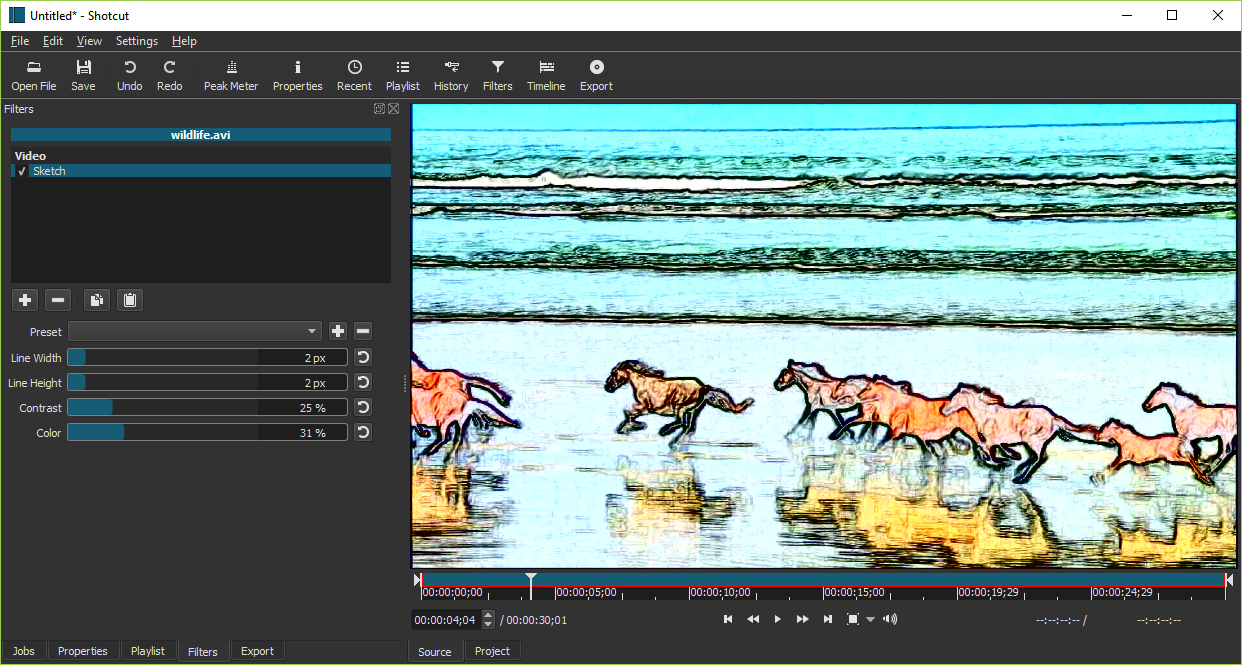 Untitled* - Shotcut
File Edit View Settings Help
Open File Save Undo Redo Peak Meter Properties Recent Playlist History Filters Timeline Export
Filters
wildlife.avi
Video
✓ Sketch
Preset
Line Width 2 px
Line Height 2 px
Contrast 25 %
Color 31 %
00:00:00;00 00:00:05;00 00:00:10;00 00:00:15;00 00:00:19;29 00:00:24;29
00:00:04;04 / 00:00:30;01 --:--:--:-- / --:--:--:--
Jobs Properties Playlist Filters Export Source Project